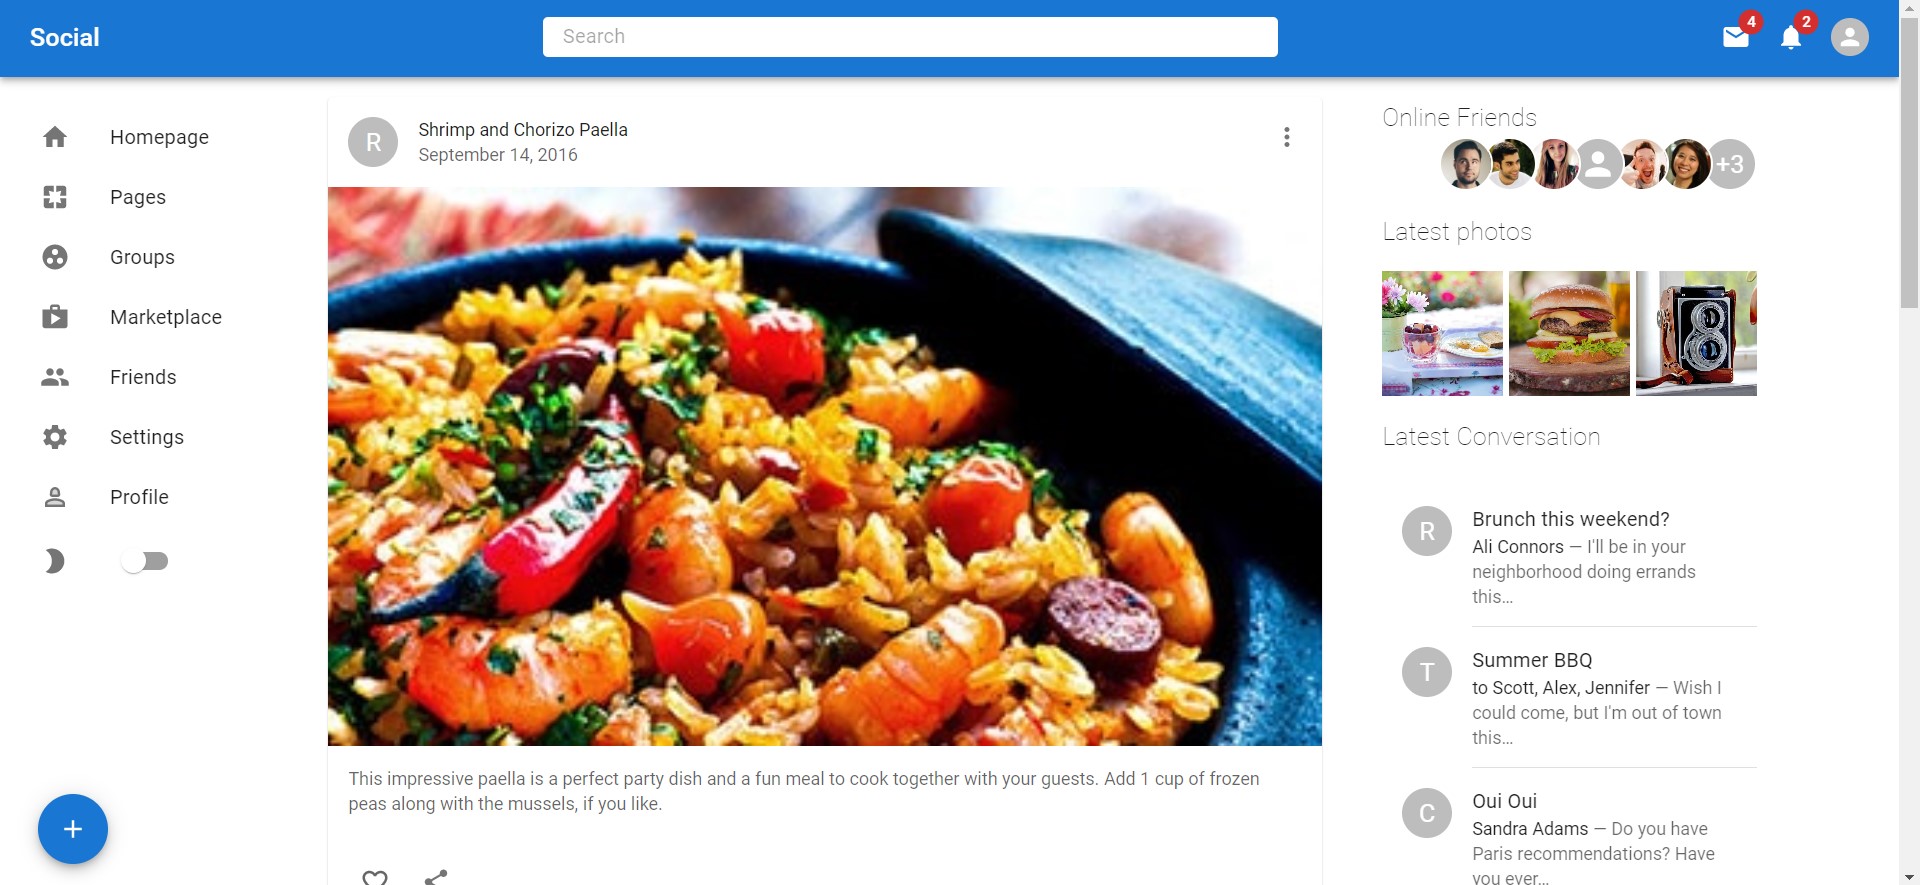 Social
Search
4
2
Homepage
Pages
Groups
Marketplace
Friends
Settings
Profile
R
Shrimp and Chorizo Paella
September 14, 2016
This impressive paella is a perfect party dish and a fun meal to cook together with your guests. Add 1 cup of frozen
peas along with the mussels, if you like.
Online Friends
+3
Latest photos
Latest Conversation
R
Brunch this weekend?
Ali Connors — I'll be in your
neighborhood doing errands
this…
T
Summer BBQ
to Scott, Alex, Jennifer — Wish I
could come, but I'm out of town
this…
C
Oui Oui
Sandra Adams — Do you have
Paris recommendations? Have
you ever…